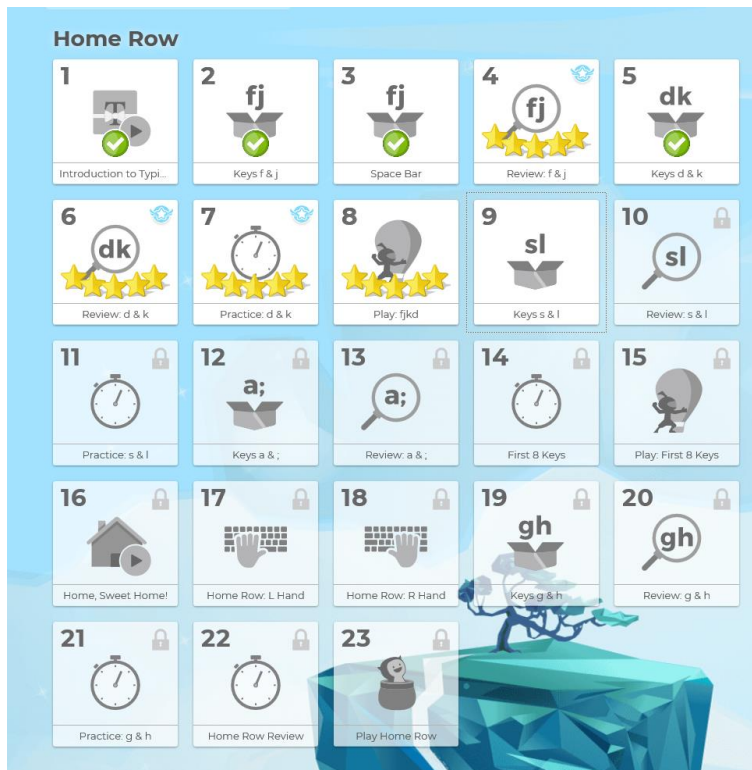 Home Row
1
2
fj
3
fj
4
fj
5
dk
Introduction to Typi...
Keys f & j
Space Bar
Review: f & j
Keys d & k
6
dk
7
8
9
sl
10
sl
Review: d & k
Practice: d & k
Play: fjkd
Keys s & l
Review: s & l
11
12
a;
13
a;
14
15
Practice: s & l
Keys a & ;
Review: a & ;
First 8 Keys
Play: First 8 Keys
16
17
18
19
gh
20
gh
Home, Sweet Home!
Home Row: L Hand
Home Row: R Hand
Keys g & h
Review: g & h
21
22
23
Practice: g & h
Home Row Review
Play Home Row